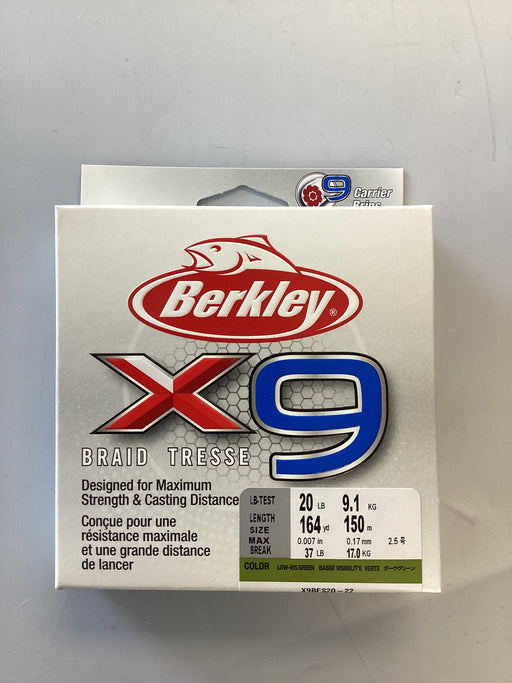 9
Carrier
Brins
Berkley®
X9
BRAID TRESSE
Designed for Maximum
Strength & Casting Distance
Conçue pour une
résistance maximale
et une grande distance
de lancer
LB-TEST 20 LB 9.1 KG
LENGTH 164 yd 150 m
SIZE 0.007 in 0.17 mm 2.5 号
MAX BREAK 37 LB 17.0 KG
COLOR LOW-VIS GREEN BASSE VISIBILIT'E VERTE ダークグリーン
X9BFS20-22